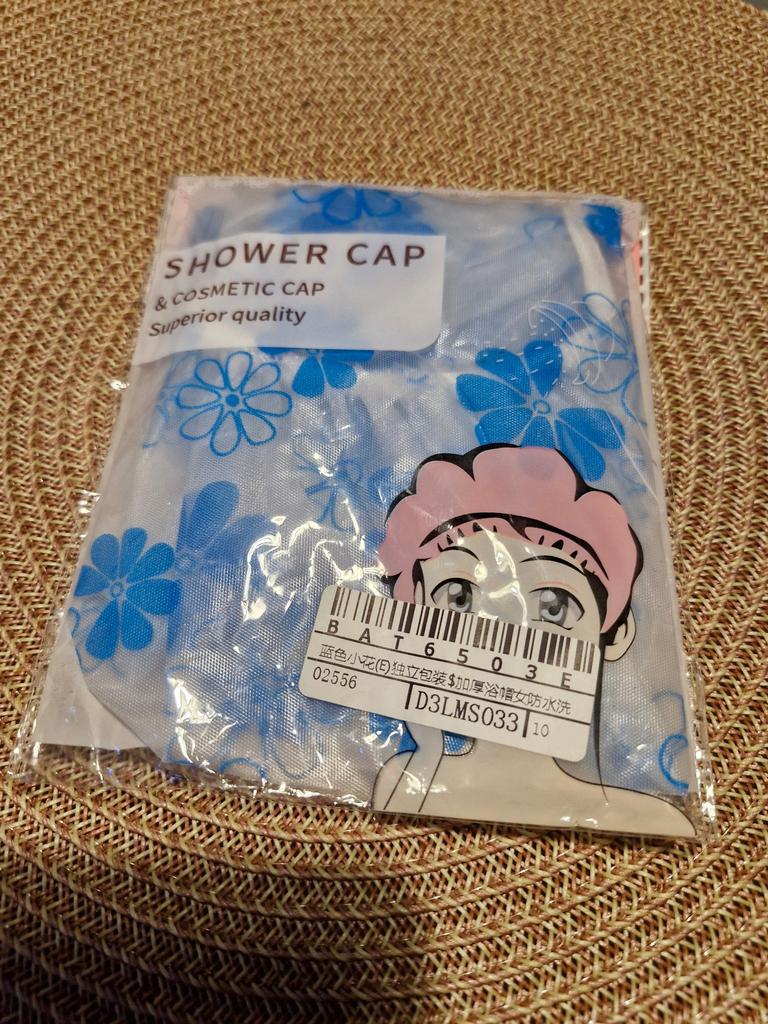 SHOWER CAP
& COSMETIC CAP
Superior quality
BAT6503E
蓝色小花(E)独立包装$加厚浴帽女防水洗
02556
D3LMS033
10